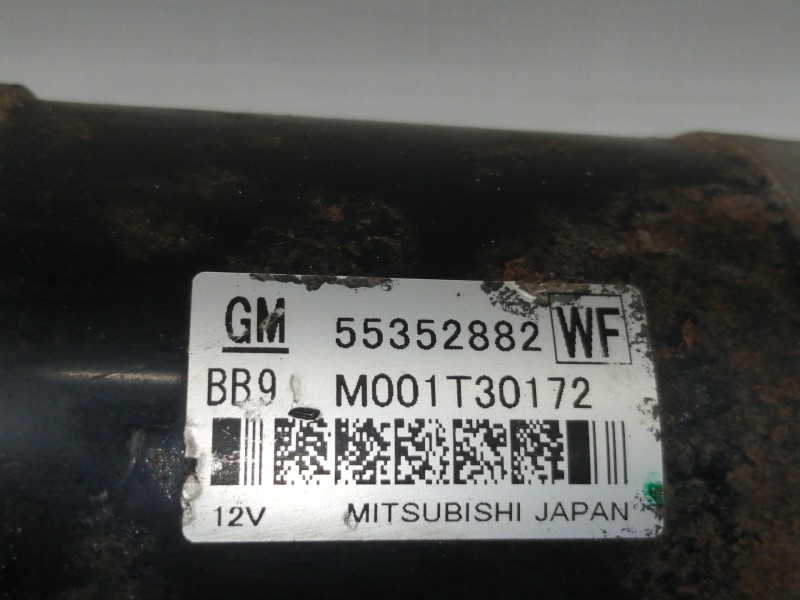 GM 55352882 WF
BB9 M001T30172
12V MITSUBISHI JAPAN